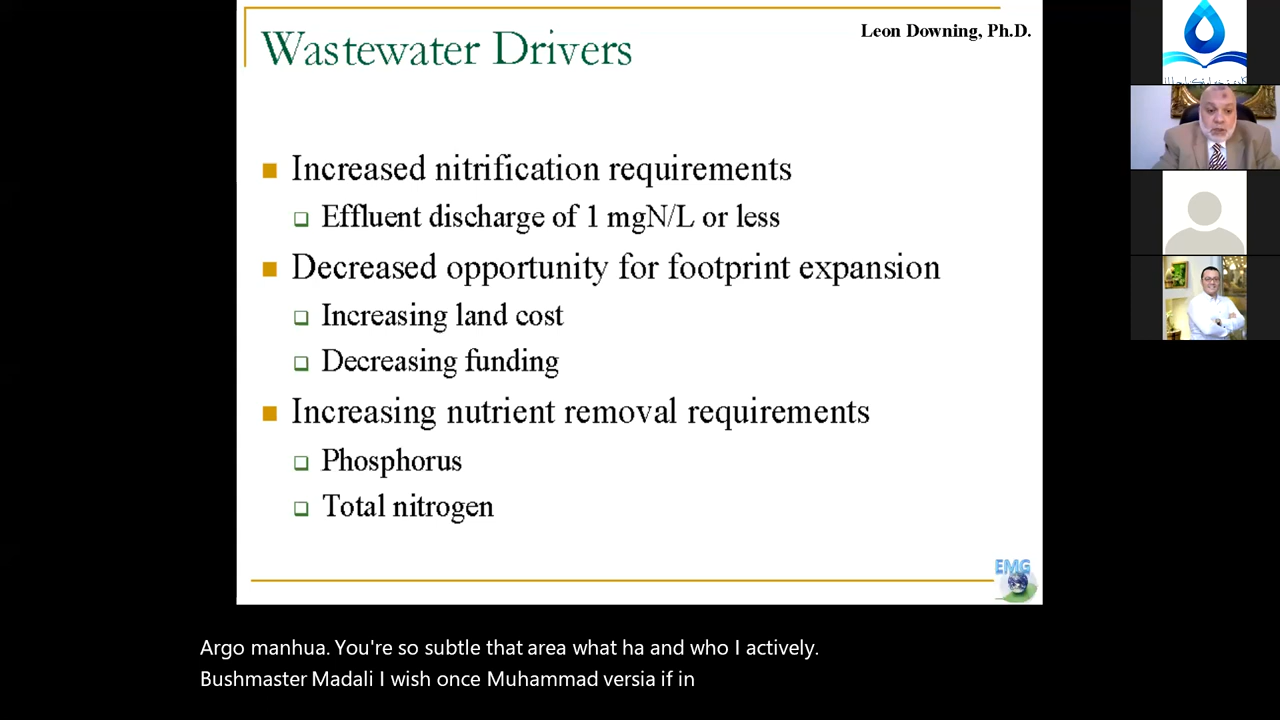 Leon Downing, Ph.D.
Wastewater Drivers
Increased nitrification requirements
Effluent discharge of 1 mgN/L or less
Decreased opportunity for footprint expansion
Increasing land cost
Decreasing funding
Increasing nutrient removal requirements
Phosphorus
Total nitrogen
EMG
Argo manhua. You're so subtle that area what ha and who I actively.
Bushmaster Madali I wish once Muhammad versia if in